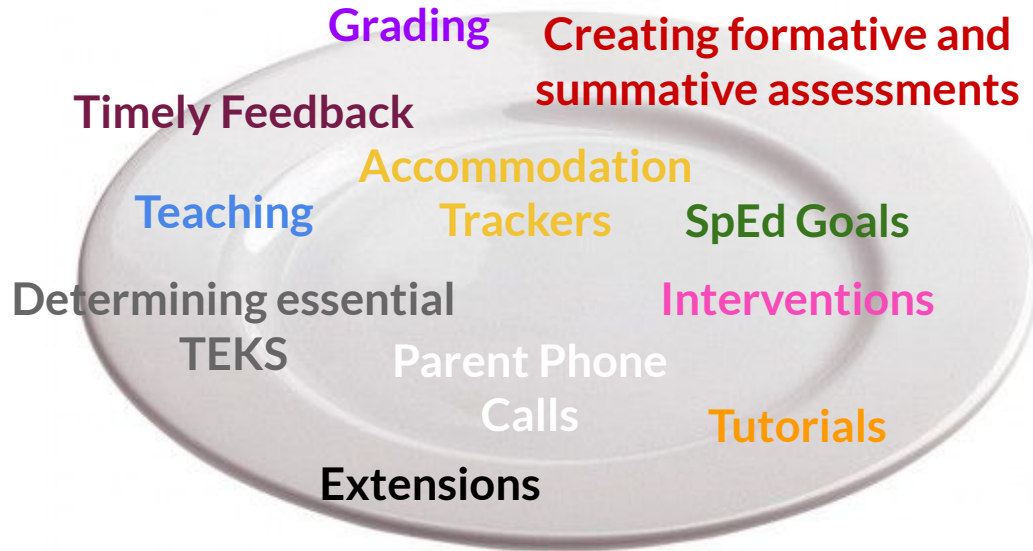 Grading
Creating formative and
summative assessments
Timely Feedback
Accommodation
Trackers
Teaching
SpEd Goals
Determining essential
TEKS
Interventions
Parent Phone
Calls
Tutorials
Extensions